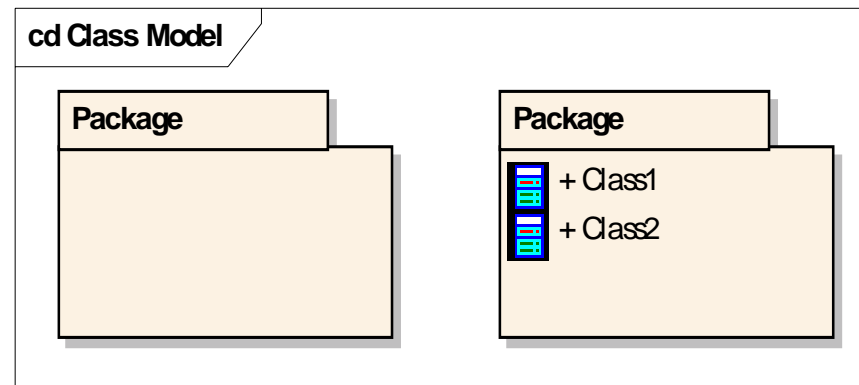 cd Class Model
Package
Package
+ Class1
+ Class2